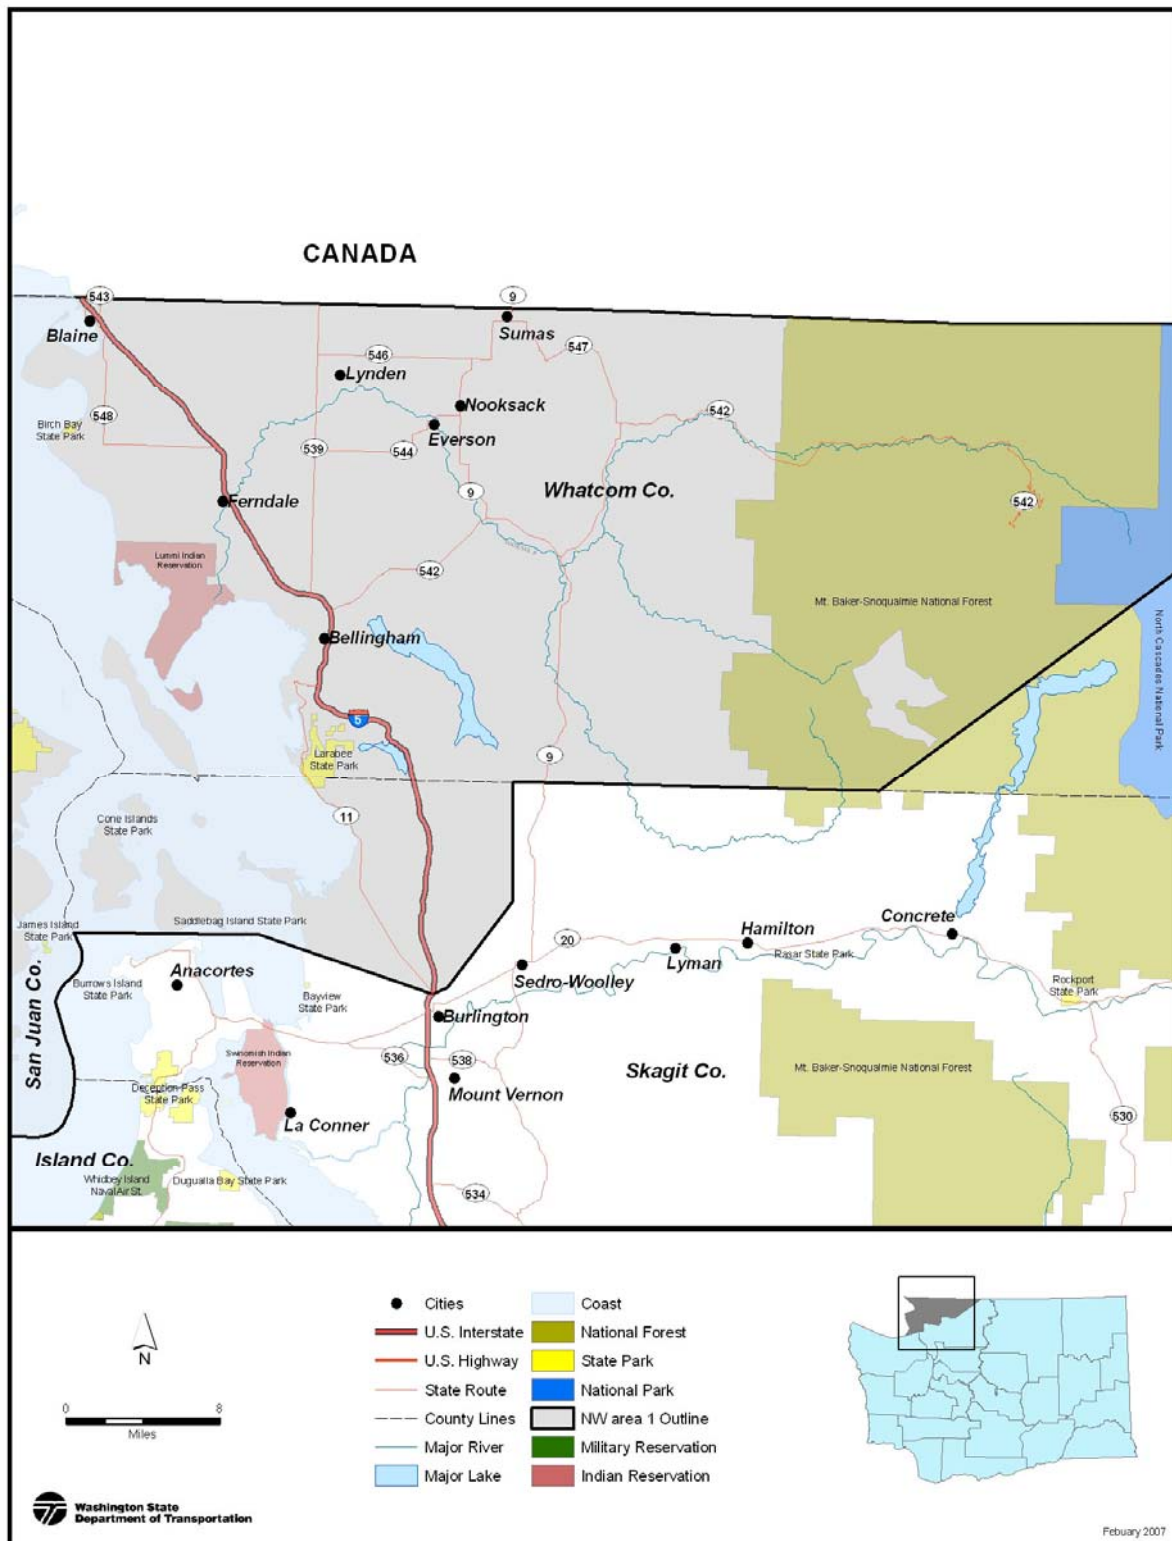 CANADA
543
9
Blaine
Sumas
547
546
Lynden
Nooksack
542
548
Birch Bay
State Park
Everson
539
544
9
Whatcom Co.
542
Ferndale
Lummi Indian
Reservation
542
Mt. Baker-Snoqualmie National Forest
North Cascades National Park
Bellingham
5
Larabee
State Park
9
11
Cone Islands
State Park
James Island
State Park
Saddlebag Island State Park
Concrete
Hamilton
20
Rasar State Park
Lyman
Anacortes
Sedro-Woolley
Burrows Island
State Park
Bayview
State Park
Rockport
State Park
San Juan Co.
Burlington
Swinomish Indian
Reservation
536
538
Skagit Co.
Mt. Baker-Snoqualmie National Forest
Deception Pass
State Park
Mount Vernon
La Conner
530
Island Co.
Whidbey Island
Naval Air St.
Dugualla Bay State Park
534
N
0 8
Miles
Cities
U.S. Interstate
U.S. Highway
State Route
County Lines
Major River
Major Lake
Coast
National Forest
State Park
National Park
NW area 1 Outline
Military Reservation
Indian Reservation
Washington State
Department of Transportation
Febuary 2007